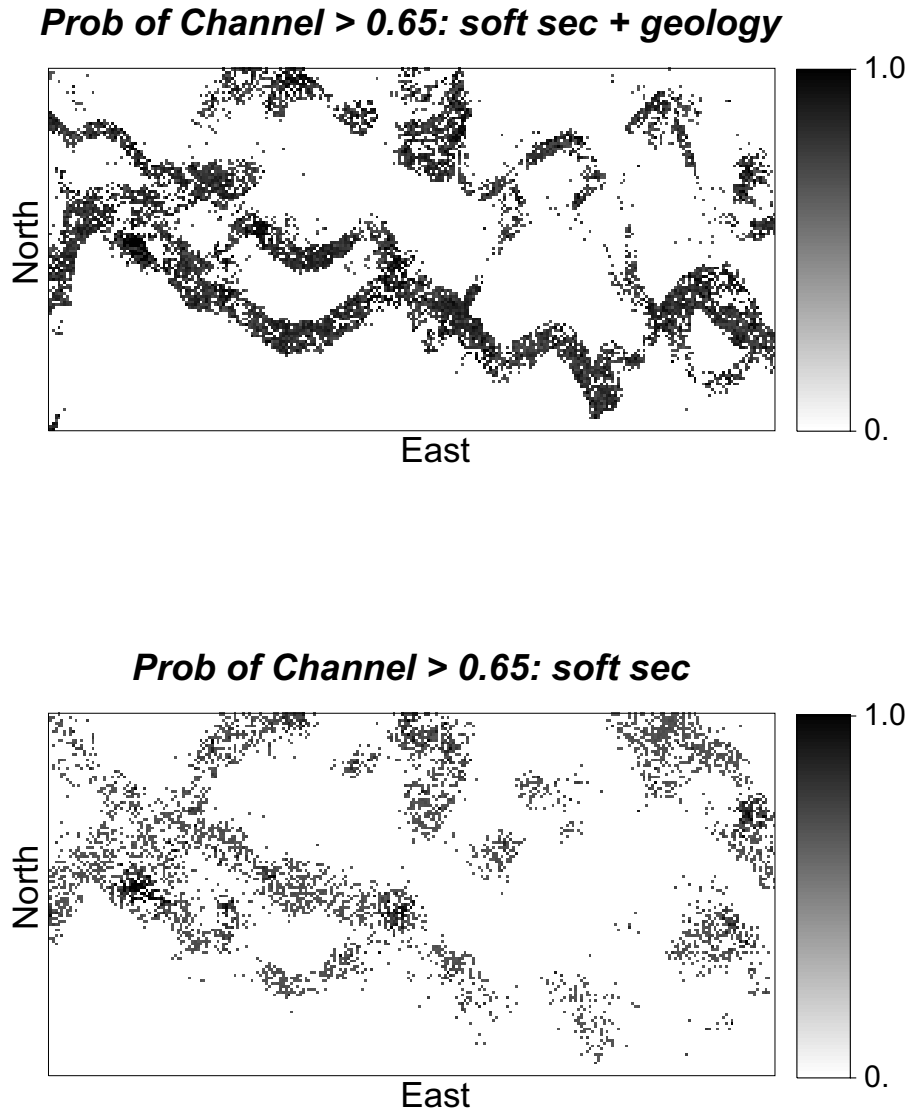 Prob of Channel > 0.65: soft sec + geology
1.0
North
0.
East
Prob of Channel > 0.65: soft sec
1.0
North
0.
East